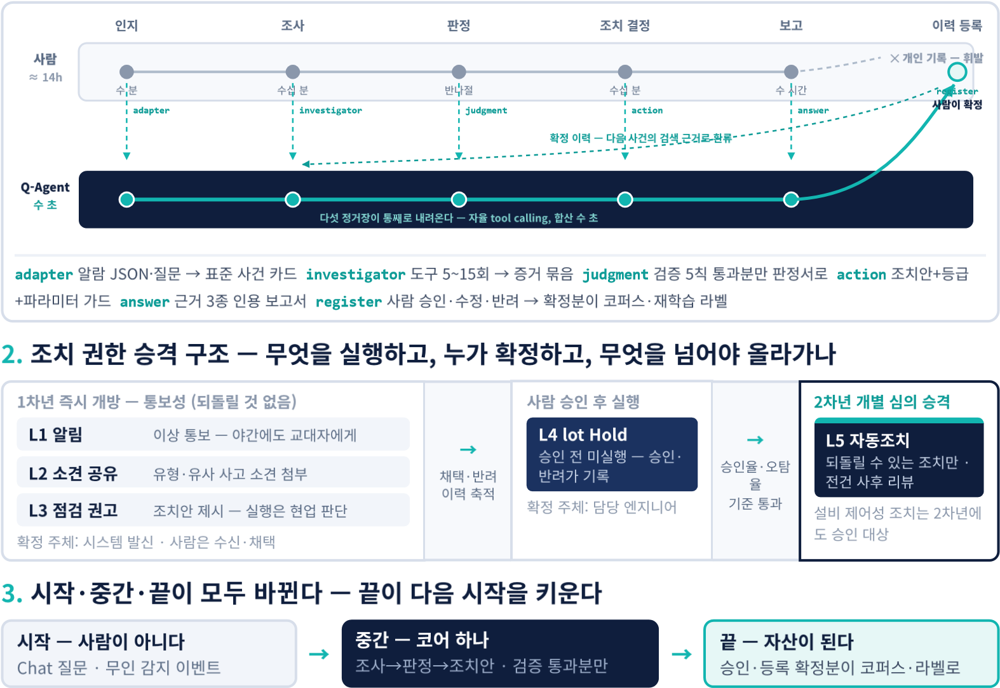 인지 조사 판정 조치 결정 보고 이력 등록
사람
≈ 14h
× 개인 기록 — 휘발
수 분 수십 분 반나절 수십 분 수 시간
register
사람이 확정
adapter investigator judgment action answer
확정 이력 — 다음 사건의 검색 근거로 환류
Q-Agent
수 초
다섯 정거장이 통째로 내려온다 — 자율 tool calling, 합산 수 초
adapter 알람 JSON·질문 → 표준 사건 카드 investigator 도구 5~15회 → 증거 묶음 judgment 검증 5칙 통과분만 판정서로 action 조치안+등급
+파라미터 가드 answer 근거 3종 인용 보고서 register 사람 승인·수정·반려 → 확정분이 코퍼스·재학습 라벨
2. 조치 권한 승격 구조 — 무엇을 실행하고, 누가 확정하고, 무엇을 넘어야 올라가나
1차년 즉시 개방 — 통보성 (되돌릴 것 없음)
L1 알림 이상 통보 — 야간에도 교대자에게
L2 소견 공유 유형·유사 사고 소견 첨부
L3 점검 권고 조치안 제시 — 실행은 현업 판단
확정 주체: 시스템 발신 · 사람은 수신·채택
→
채택·반려
이력 축적
사람 승인 후 실행
L4 lot Hold
승인 전 미실행 — 승인·
반려가 기록
확정 주체: 담당 엔지니어
→
승인율·오탐
율
기준 통과
2차년 개별 심의 승격
L5 자동조치
되돌릴 수 있는 조치만 ·
전건 사후 리뷰
설비 제어성 조치는 2차년에
도 승인 대상
3. 시작·중간·끝이 모두 바뀐다 — 끝이 다음 시작을 키운다
시작 — 사람이 아니다
Chat 질문 · 무인 감지 이벤트
→
중간 — 코어 하나
조사→판정→조치안 · 검증 통과분만
→
끝 — 자산이 된다
승인·등록 확정분이 코퍼스·라벨로